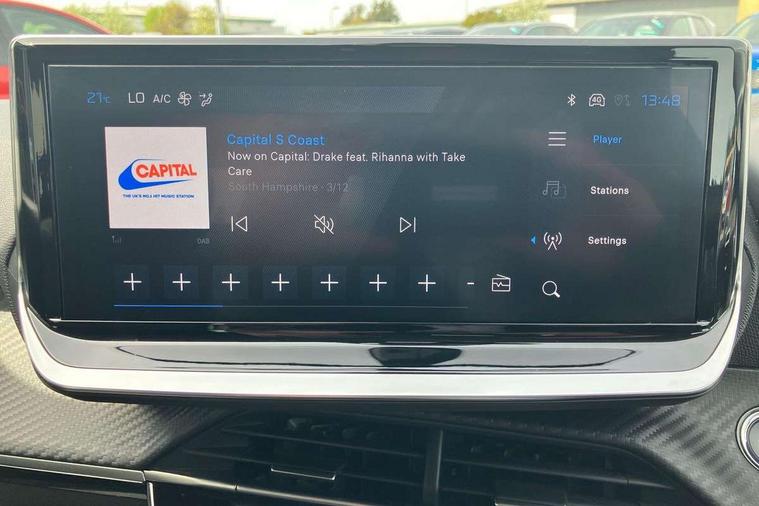 21°C LO A/C 4G 13:48
CAPITAL
THE UK'S NO.1 HIT MUSIC STATION
Capital S Coast
Now on Capital: Drake feat. Rihanna with Take
Care
South Hampshire · 3/12
DAB
Player
Stations
Settings